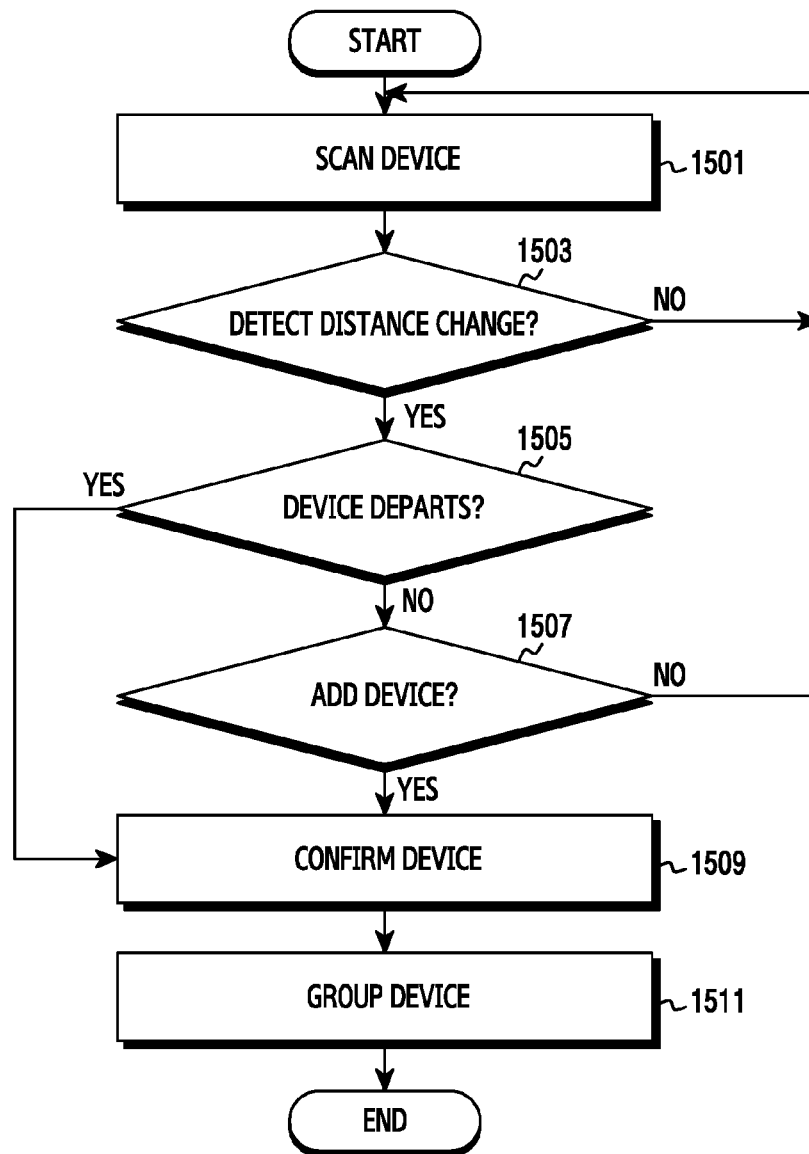 START
SCAN DEVICE
1501
1503
DETECT DISTANCE CHANGE?
NO
YES
1505
YES
DEVICE DEPARTS?
NO
1507
ADD DEVICE?
NO
YES
CONFIRM DEVICE
1509
GROUP DEVICE
1511
END